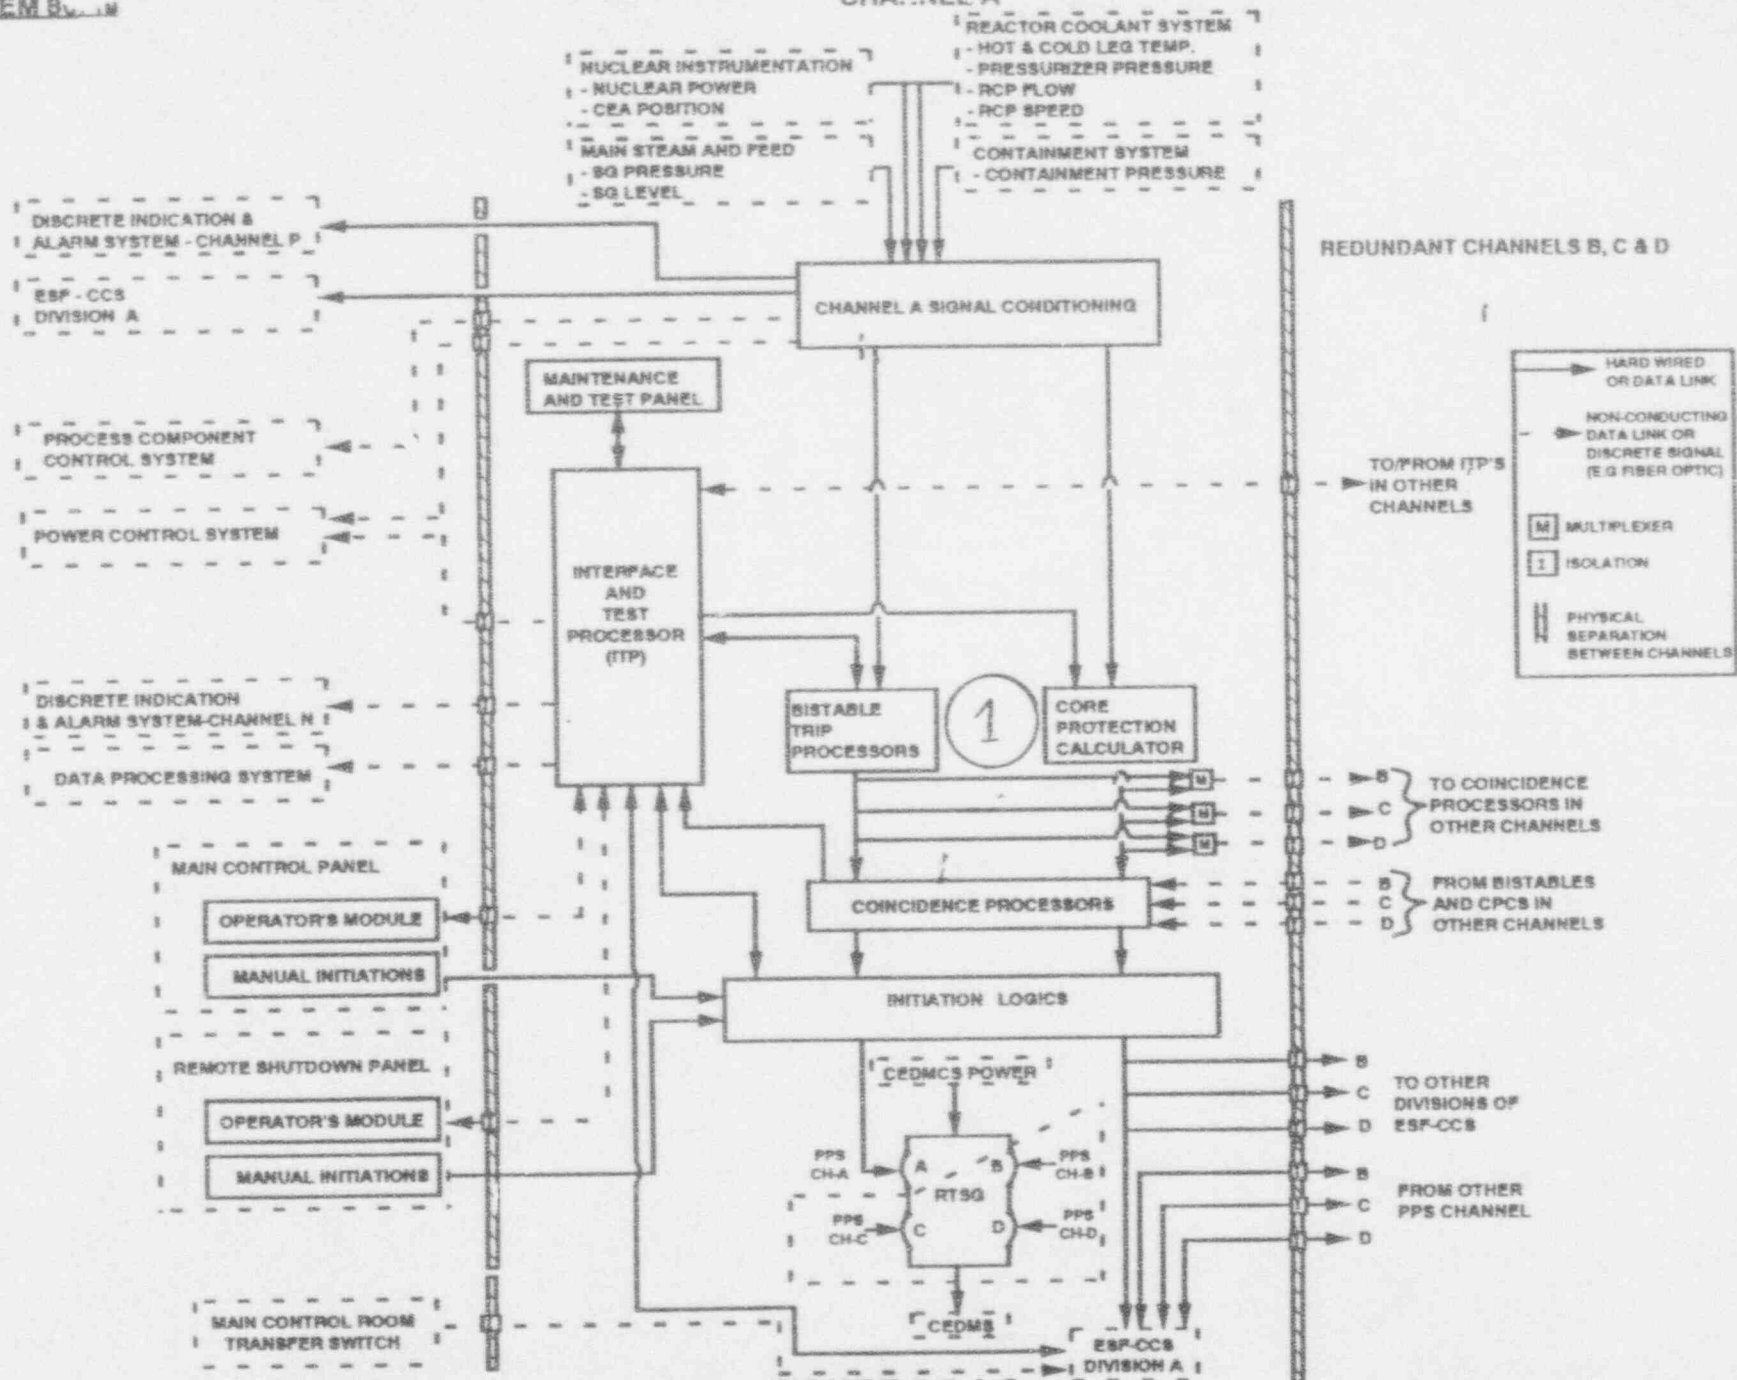 CHANNEL A
REACTOR COOLANT SYSTEM
- HOT & COLD LEG TEMP.
- PRESSURIZER PRESSURE
- RCP FLOW
- RCP SPEED
NUCLEAR INSTRUMENTATION
- NUCLEAR POWER
- CEA POSITION
MAIN STEAM AND FEED
- SG PRESSURE
- SG LEVEL
CONTAINMENT SYSTEM
- CONTAINMENT PRESSURE
DISCRETE INDICATION &
ALARM SYSTEM - CHANNEL P
ESF - CCS
DIVISION A
REDUNDANT CHANNELS B, C & D
CHANNEL A SIGNAL CONDITIONING
MAINTENANCE
AND TEST PANEL
HARD WIRED
OR DATA LINK
NON-CONDUCTING
DATA LINK OR
DISCRETE SIGNAL
(E.G FIBER OPTIC)
M MULTIPLEXER
I ISOLATION
PHYSICAL
SEPARATION
BETWEEN CHANNELS
PROCESS COMPONENT
CONTROL SYSTEM
TO/FROM ITP'S
IN OTHER
CHANNELS
POWER CONTROL SYSTEM
INTERFACE
AND
TEST
PROCESSOR
(ITP)
DISCRETE INDICATION
& ALARM SYSTEM-CHANNEL N
DATA PROCESSING SYSTEM
BISTABLE
TRIP
PROCESSORS
1
CORE
PROTECTION
CALCULATOR
M
M
M
B
C
D
TO COINCIDENCE
PROCESSORS IN
OTHER CHANNELS
MAIN CONTROL PANEL
OPERATOR'S MODULE
MANUAL INITIATIONS
COINCIDENCE PROCESSORS
B
C
D
FROM BISTABLES
AND CPCS IN
OTHER CHANNELS
INITIATION LOGICS
REMOTE SHUTDOWN PANEL
OPERATOR'S MODULE
MANUAL INITIATIONS
CEDMCS POWER
B
C
D
TO OTHER
DIVISIONS OF
ESF-CCS
PPS
CH-A
A
B
PPS
CH-B
RTSG
PPS
CH-C
C
D
PPS
CH-D
B
C
D
FROM OTHER
PPS CHANNEL
CEDMS
MAIN CONTROL ROOM
TRANSFER SWITCH
ESF-CCS
DIVISION A